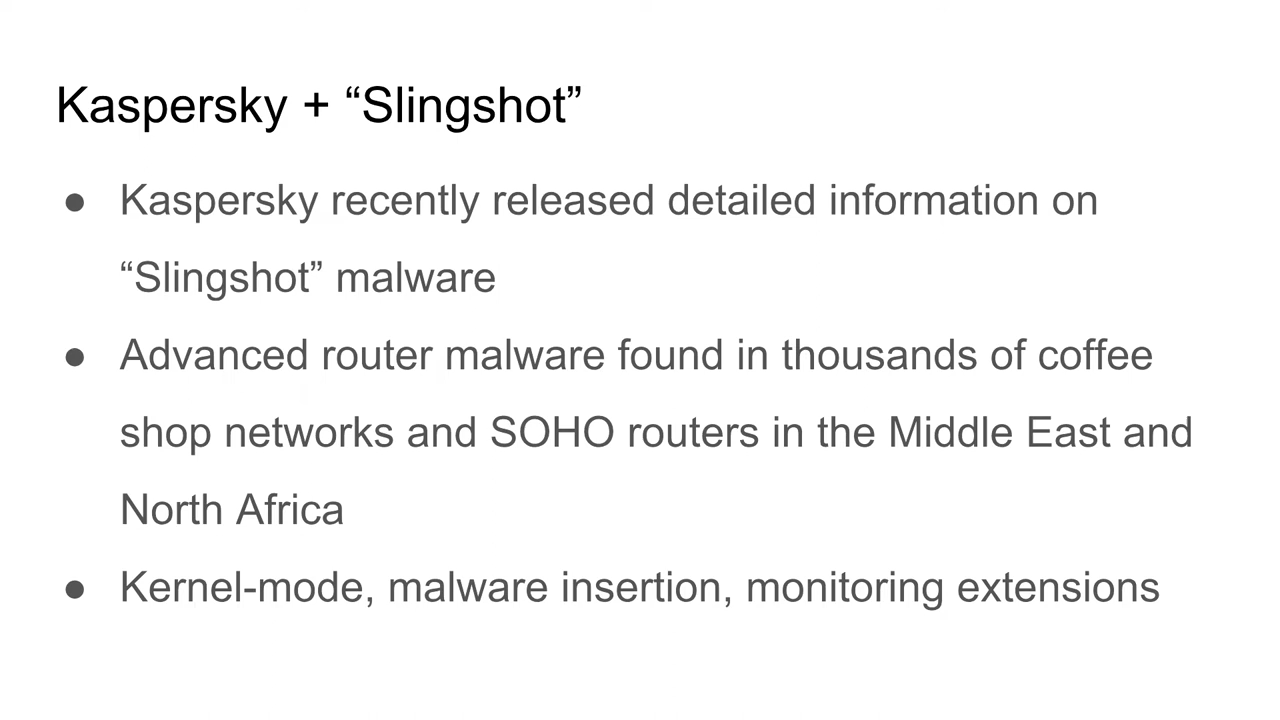 Kaspersky + “Slingshot”
● Kaspersky recently released detailed information on
“Slingshot” malware
● Advanced router malware found in thousands of coffee
shop networks and SOHO routers in the Middle East and
North Africa
● Kernel-mode, malware insertion, monitoring extensions